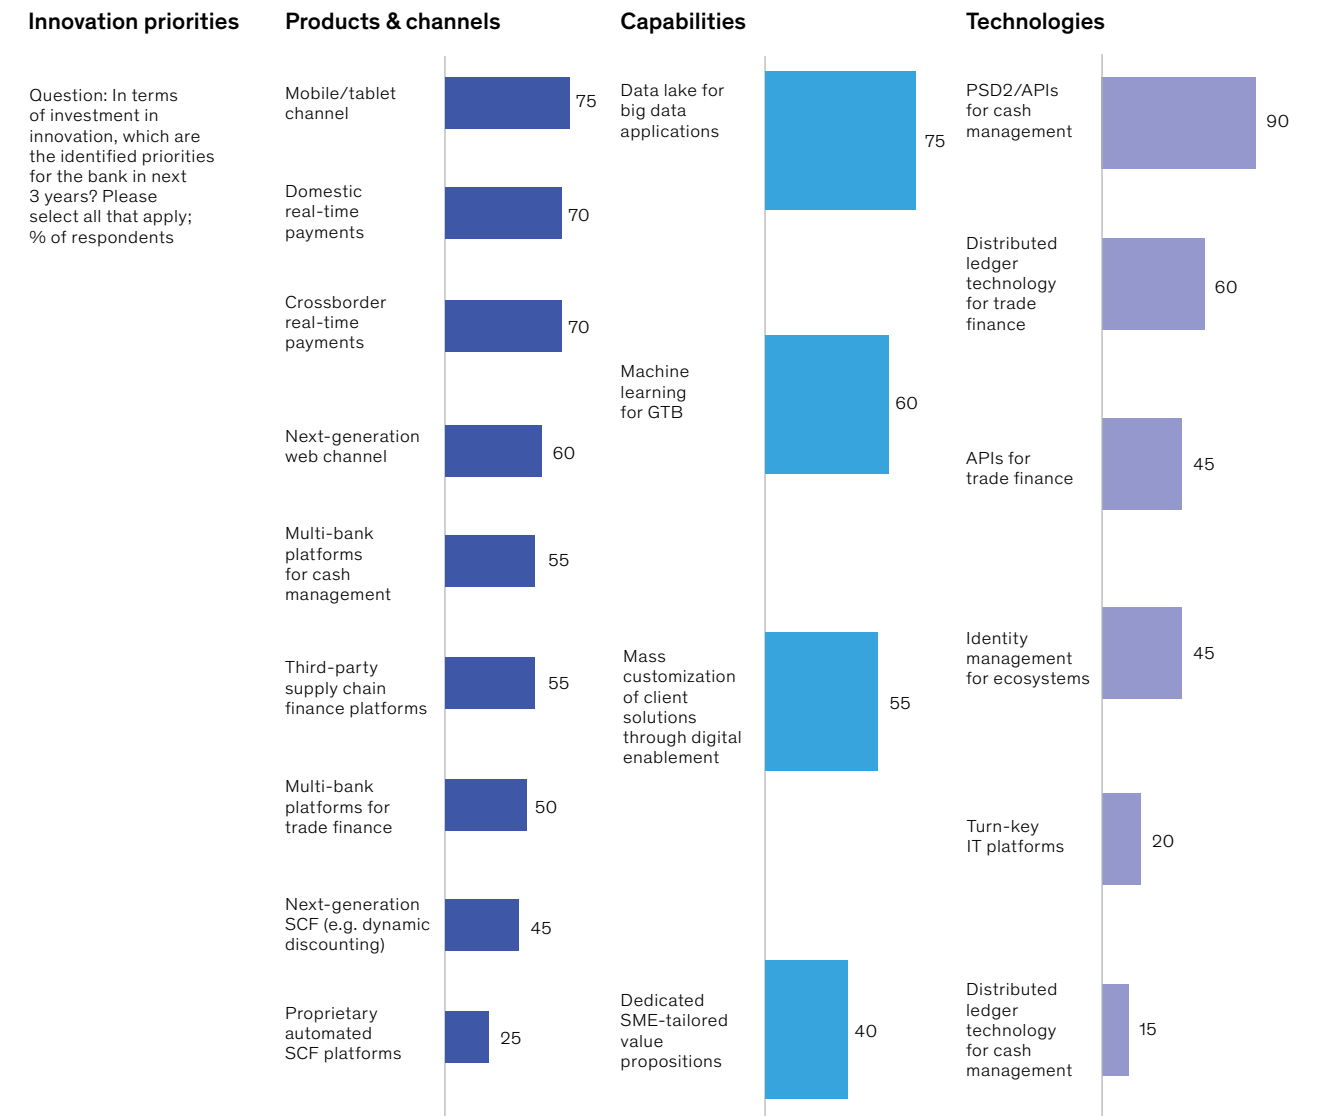 Innovation priorities
Question: In terms
of investment in
innovation, which are
the identified priorities
for the bank in next
3 years? Please
select all that apply;
% of respondents
Products & channels
Mobile/tablet
channel
75
Domestic
real-time
payments
70
Crossborder
real-time
payments
70
Next-generation
web channel
60
Multi-bank
platforms
for cash
management
55
Third-party
supply chain
finance platforms
55
Multi-bank
platforms for
trade finance
50
Next-generation
SCF (e.g. dynamic
discounting)
45
Proprietary
automated
SCF platforms
25
Capabilities
Data lake for
big data
applications
75
Machine
learning
for GTB
60
Mass
customization
of client
solutions
through digital
enablement
55
Dedicated
SME-tailored
value
propositions
40
Technologies
PSD2/APIs
for cash
management
90
Distributed
ledger
technology
for trade
finance
60
APIs for
trade finance
45
Identity
management
for ecosystems
45
Turn-key
IT platforms
20
Distributed
ledger
technology
for cash
management
15